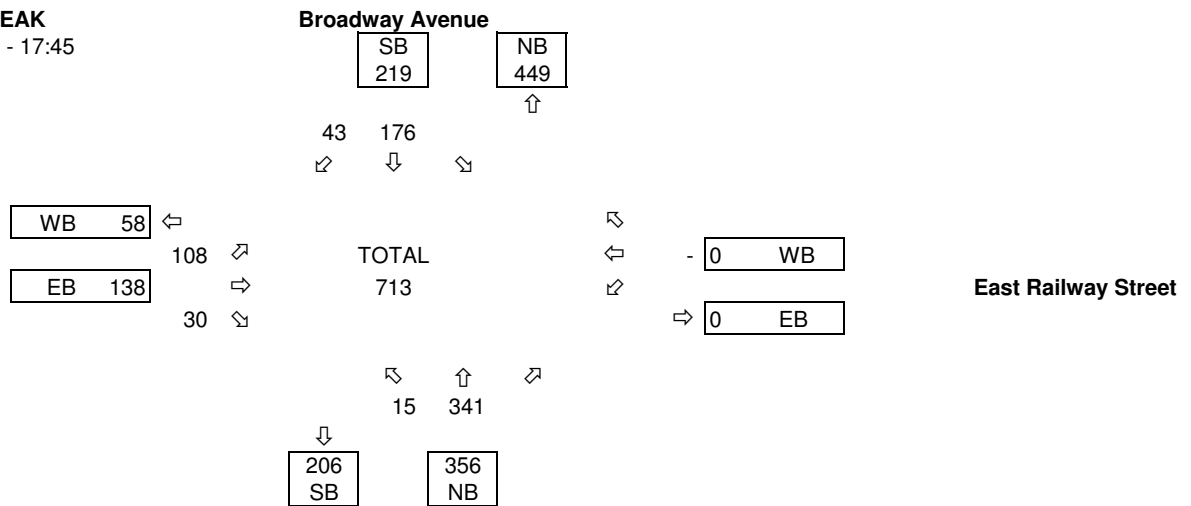 EAK Broadway Avenue
- 17:45 SB NB
219 449
⇧
43 176
⬃ ⇩ ⬂
WB 58 ⇦ ⬁
108 ⬀ TOTAL ⇦ - 0 WB
EB 138 ⇨ 713 ⬃ East Railway Street
30 ⬂ ⇨ 0 EB
⬁ ⇧ ⬀
15 341
⇩
206 356
SB NB